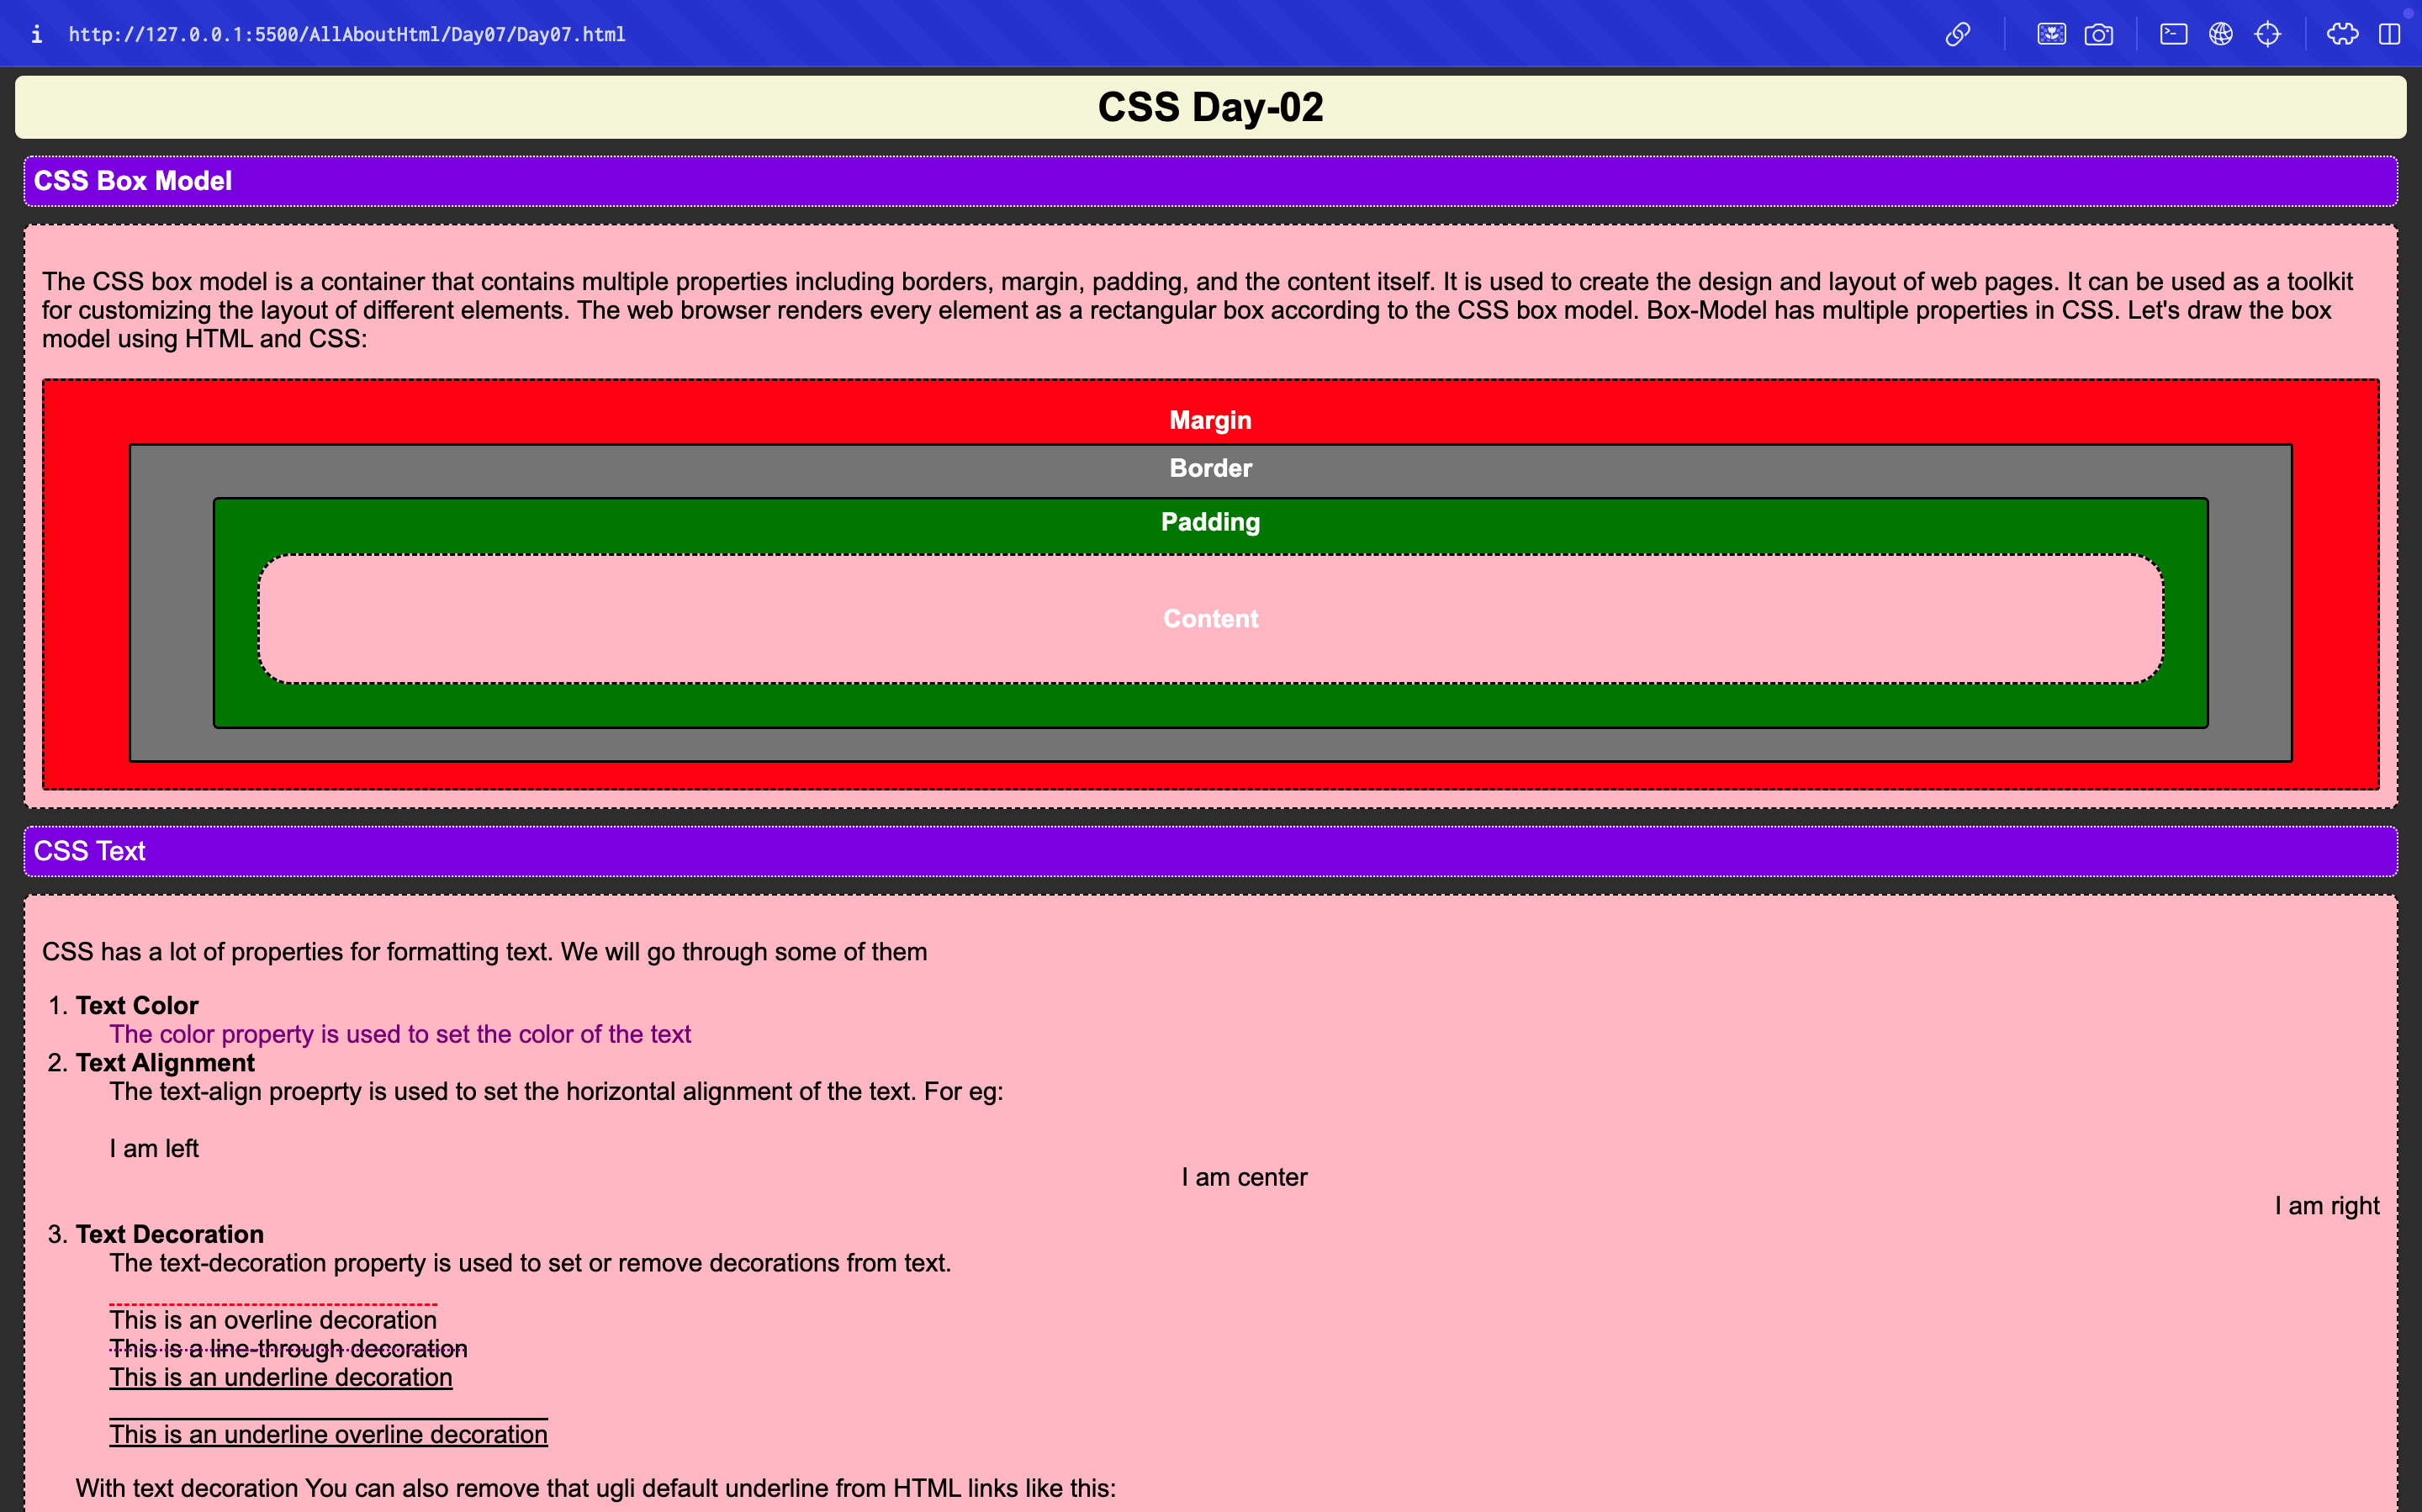 http://127.0.0.1:5500/AllAboutHtml/Day07/Day07.html
CSS Day-02
CSS Box Model
The CSS box model is a container that contains multiple properties including borders, margin, padding, and the content itself. It is used to create the design and layout of web pages. It can be used as a toolkit
for customizing the layout of different elements. The web browser renders every element as a rectangular box according to the CSS box model. Box-Model has multiple properties in CSS. Let's draw the box
model using HTML and CSS:
Margin
Border
Padding
Content
CSS Text
CSS has a lot of properties for formatting text. We will go through some of them
1. Text Color
The color property is used to set the color of the text
2. Text Alignment
The text-align proeprty is used to set the horizontal alignment of the text. For eg:
I am left
I am center
I am right
3. Text Decoration
The text-decoration property is used to set or remove decorations from text.
This is an overline decoration
This is a line-through decoration
This is an underline decoration
This is an underline overline decoration
With text decoration You can also remove that ugli default underline from HTML links like this: